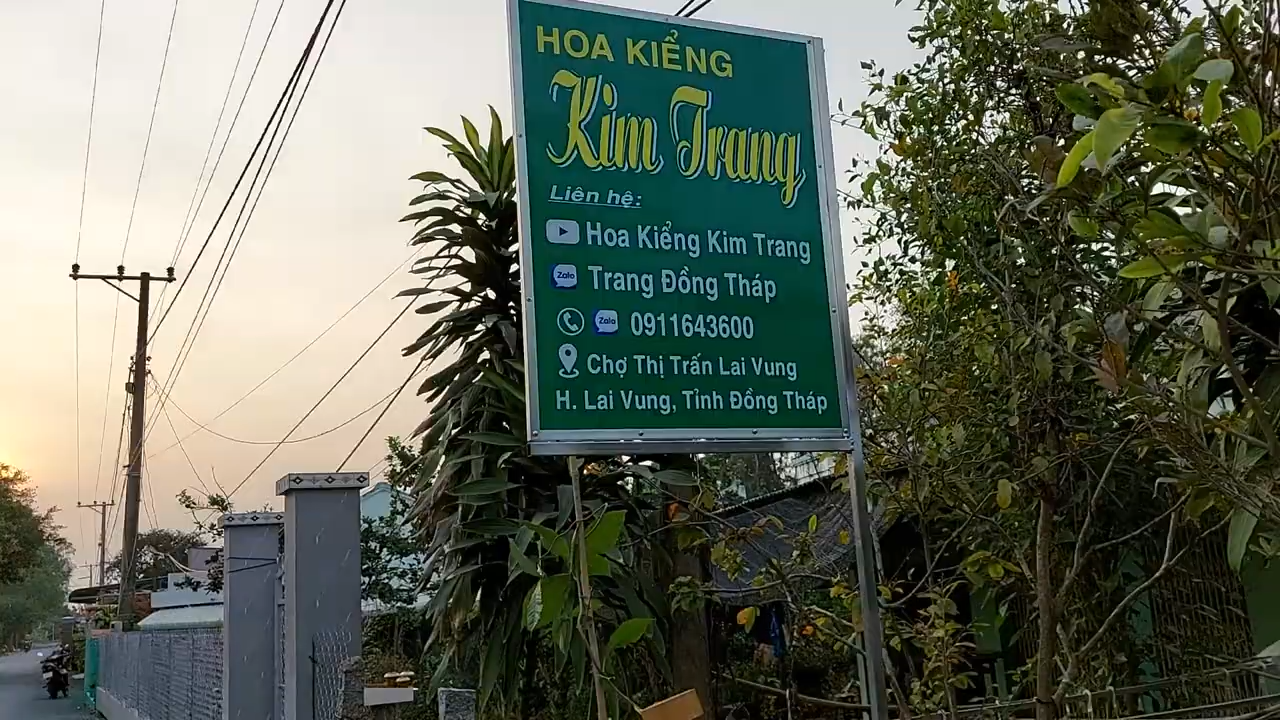 HOA KIỂNG
Kim Trang
Liên hệ:
Hoa Kiểng Kim Trang
Zalo Trang Đồng Tháp
Zalo 0911643600
Chợ Thị Trấn Lai Vung
H. Lai Vung, Tỉnh Đồng Tháp